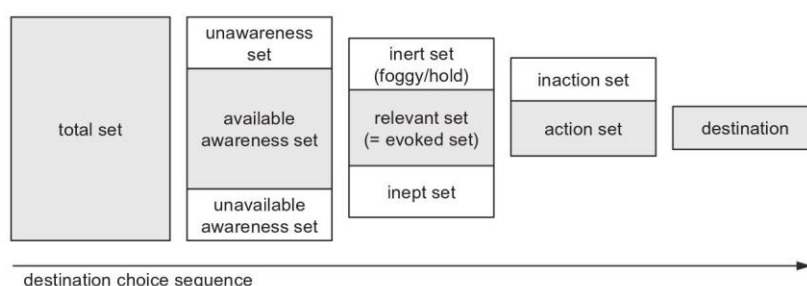 total set
unawareness
set
available
awareness set
unavailable
awareness set
inert set
(foggy/hold)
relevant set
(= evoked set)
inept set
inaction set
action set
destination
destination choice sequence